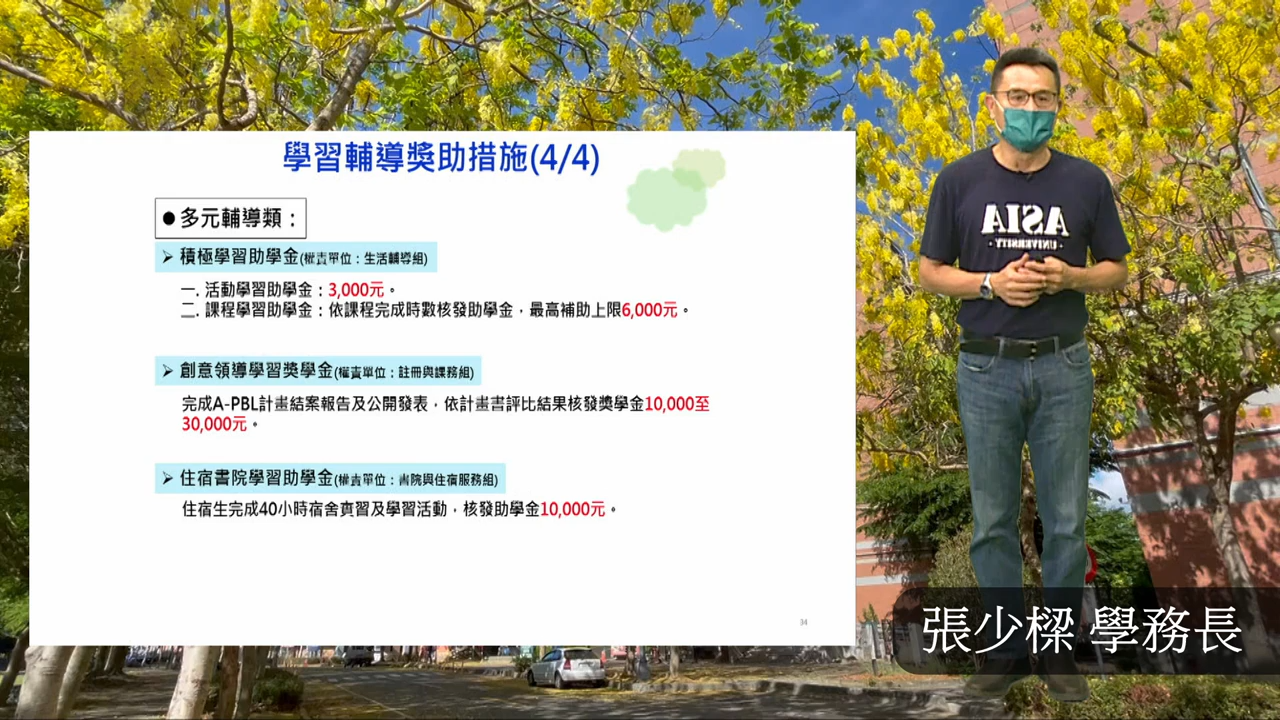 學習輔導獎助措施(4/4)
●多元輔導類：
➢ 積極學習助學金(權責單位：生活輔導組)
一. 活動學習助學金：3,000元。
二. 課程學習助學金：依課程完成時數核發助學金，最高補助上限6,000元。
➢ 創意領導學習獎學金(權責單位：註冊與課務組)
完成A-PBL計畫結案報告及公開發表，依計畫書評比結果核發獎學金10,000至
30,000元。
➢ 住宿書院學習助學金(權責單位：書院與住宿服務組)
住宿生完成40小時宿舍實習及學習活動，核發助學金10,000元。
34
ASIA
UNIVERSITY
張少樑 學務長